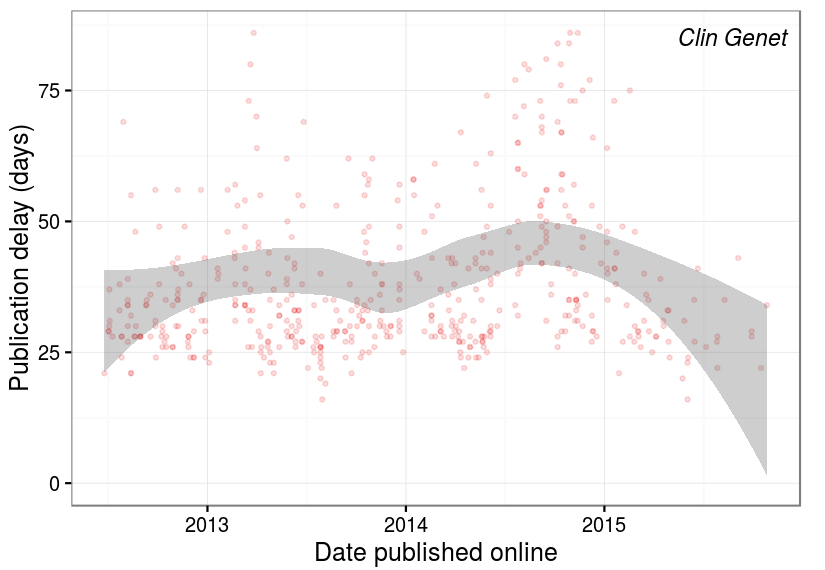 Clin Genet
Publication delay (days)
75
50
25
0
2013
2014
2015
Date published online